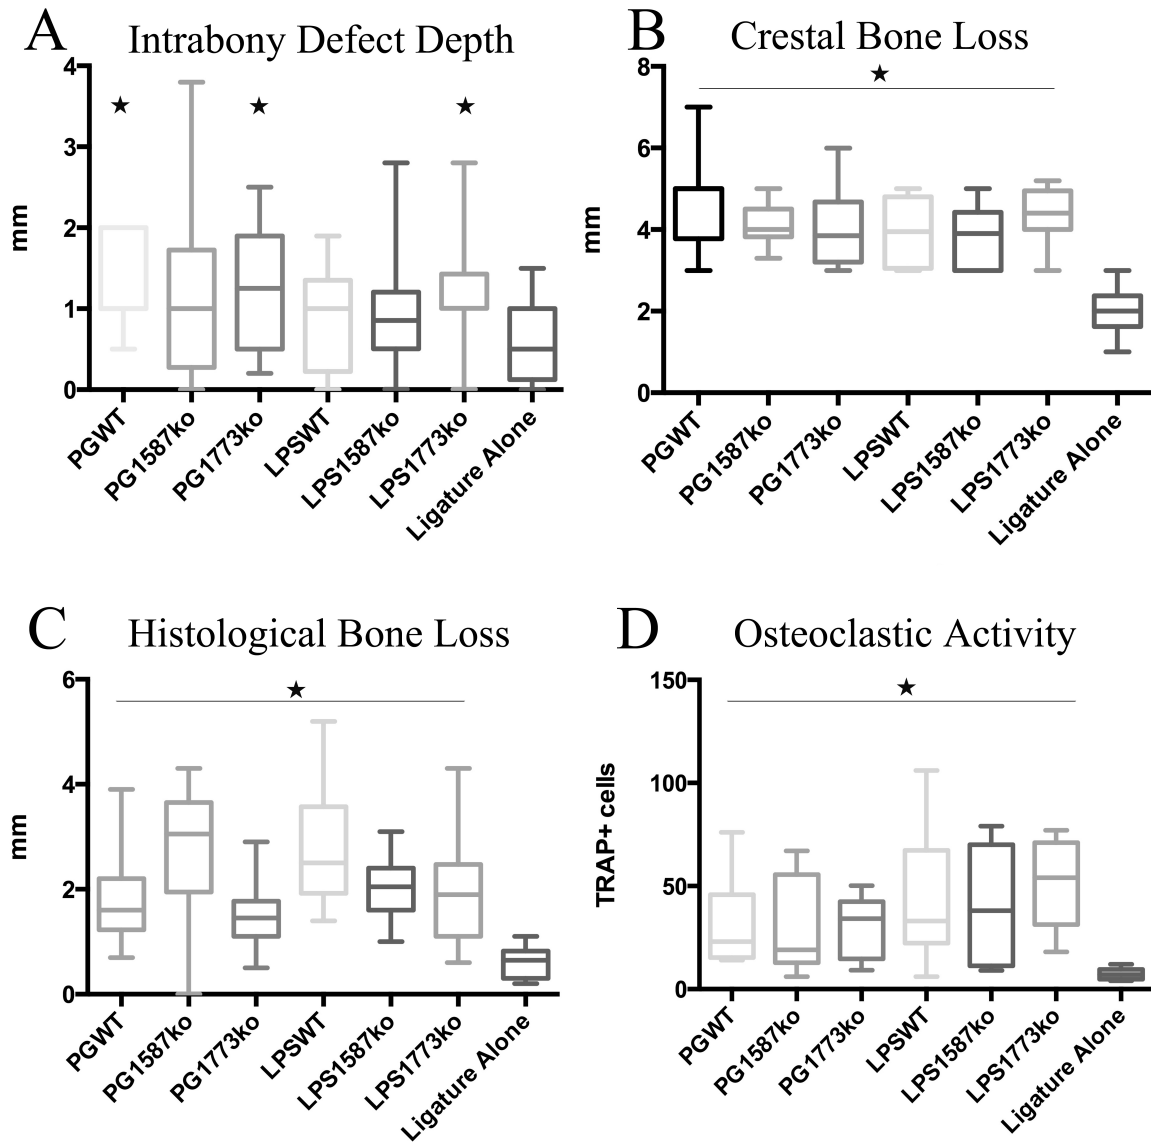 A Intrabony Defect Depth
4
3
2
1
0
mm
PGWT
PG1587ko
PG1773ko
LPSWT
LPS1587ko
LPS1773ko
Ligature Alone
B Crestal Bone Loss
8
6
4
2
0
mm
PGWT
PG1587ko
PG1773ko
LPSWT
LPS1587ko
LPS1773ko
Ligature Alone
C Histological Bone Loss
6
4
2
0
mm
PGWT
PG1587ko
PG1773ko
LPSWT
LPS1587ko
LPS1773ko
Ligature Alone
D Osteoclastic Activity
150
100
50
0
TRAP+ cells
PGWT
PG1587ko
PG1773ko
LPSWT
LPS1587ko
LPS1773ko
Ligature Alone